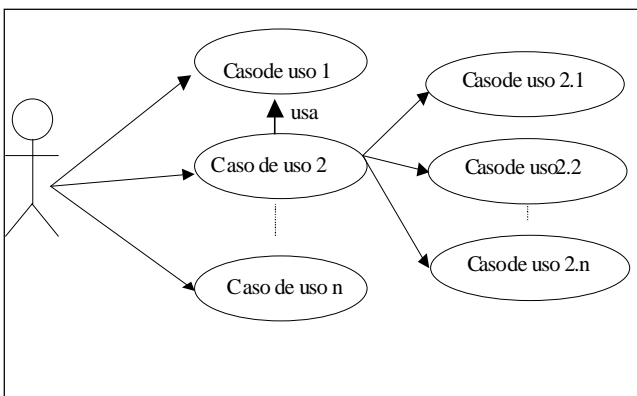 Casode uso 1
usa
Caso de uso 2
Caso de uso n
Casode uso 2.1
Casode uso2.2
Casode uso 2.n